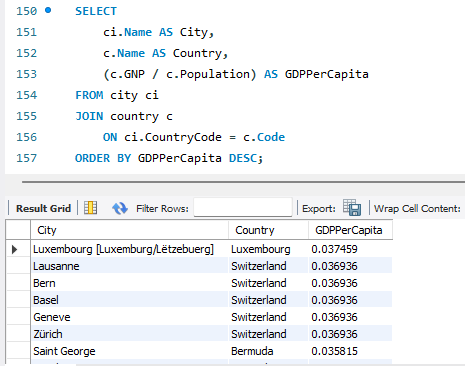 150 SELECT
151 ci.Name AS City,
152 c.Name AS Country,
153 (c.GNP / c.Population) AS GDPPerCapita
154 FROM city ci
155 JOIN country c
156 ON ci.CountryCode = c.Code
157 ORDER BY GDPPerCapita DESC;
Result Grid Filter Rows: Export: Wrap Cell Content:
City Country GDPPerCapita
Luxembourg [Luxemburg/Lëtzebuerg] Luxembourg 0.037459
Lausanne Switzerland 0.036936
Bern Switzerland 0.036936
Basel Switzerland 0.036936
Geneve Switzerland 0.036936
Zürich Switzerland 0.036936
Saint George Bermuda 0.035815